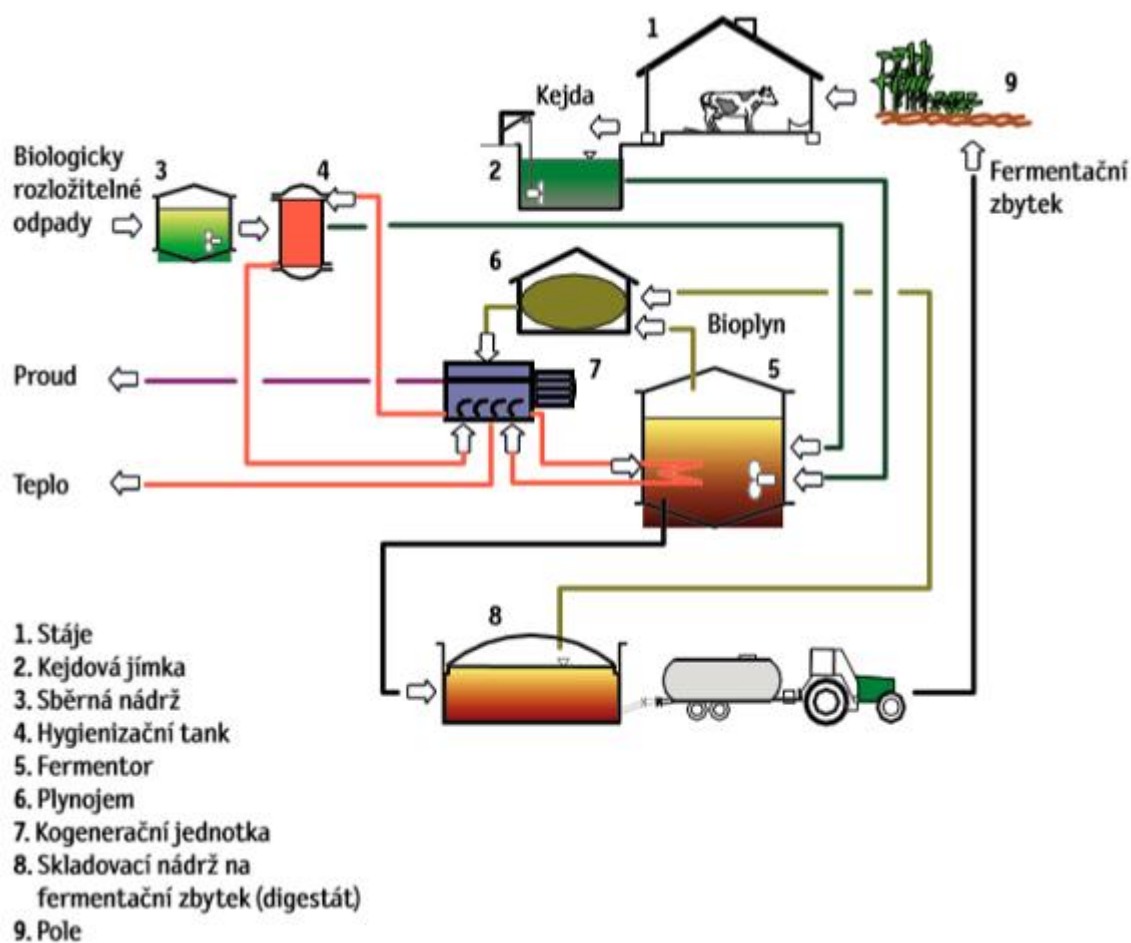 1
9
Kejda
Biologicky
rozložitelné
odpady
3
4
2
Fermentační
zbytek
6
Bioplyn
Proud
7
5
Teplo
8
1. Stáje
2. Kejdová jímka
3. Sběrná nádrž
4. Hygienizační tank
5. Fermentor
6. Plynojem
7. Kogenerační jednotka
8. Skladovací nádrž na
fermentační zbytek (digestát)
9. Pole